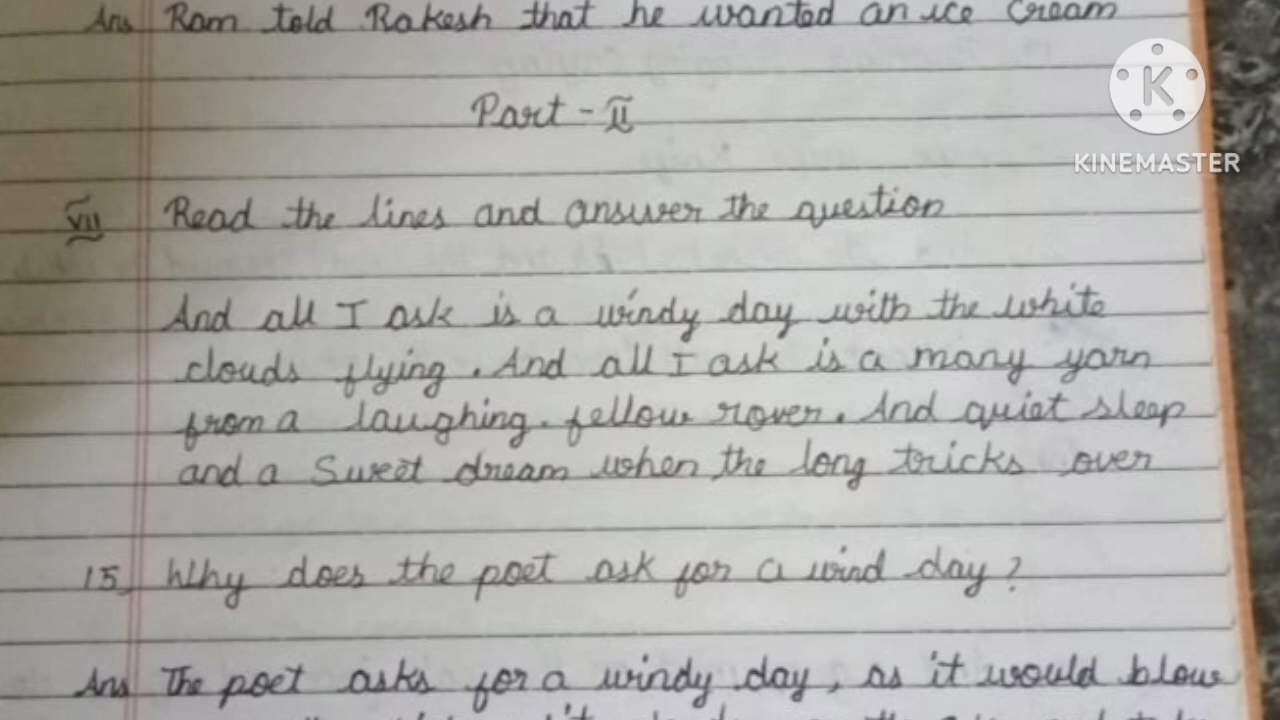 Ans Ram told Rakesh that he wanted an ice cream
K
KINEMASTER
Part - II
VII Read the lines and answer the question
And all I ask is a windy day with the white
clouds flying. And all I ask is a many yarn
from a laughing. fellow rover. And quiet sleep
and a Sweet dream when the long tricks over
15) Why does the poet ask for a wind day?
Ans The poet asks for a windy day, as it would blow